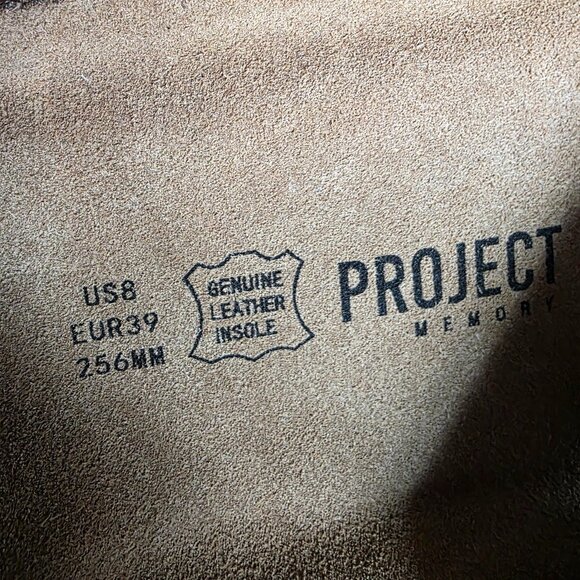 US8
EUR39
256MM
GENUINE
LEATHER
INSOLE
PROJECT
MEMORY